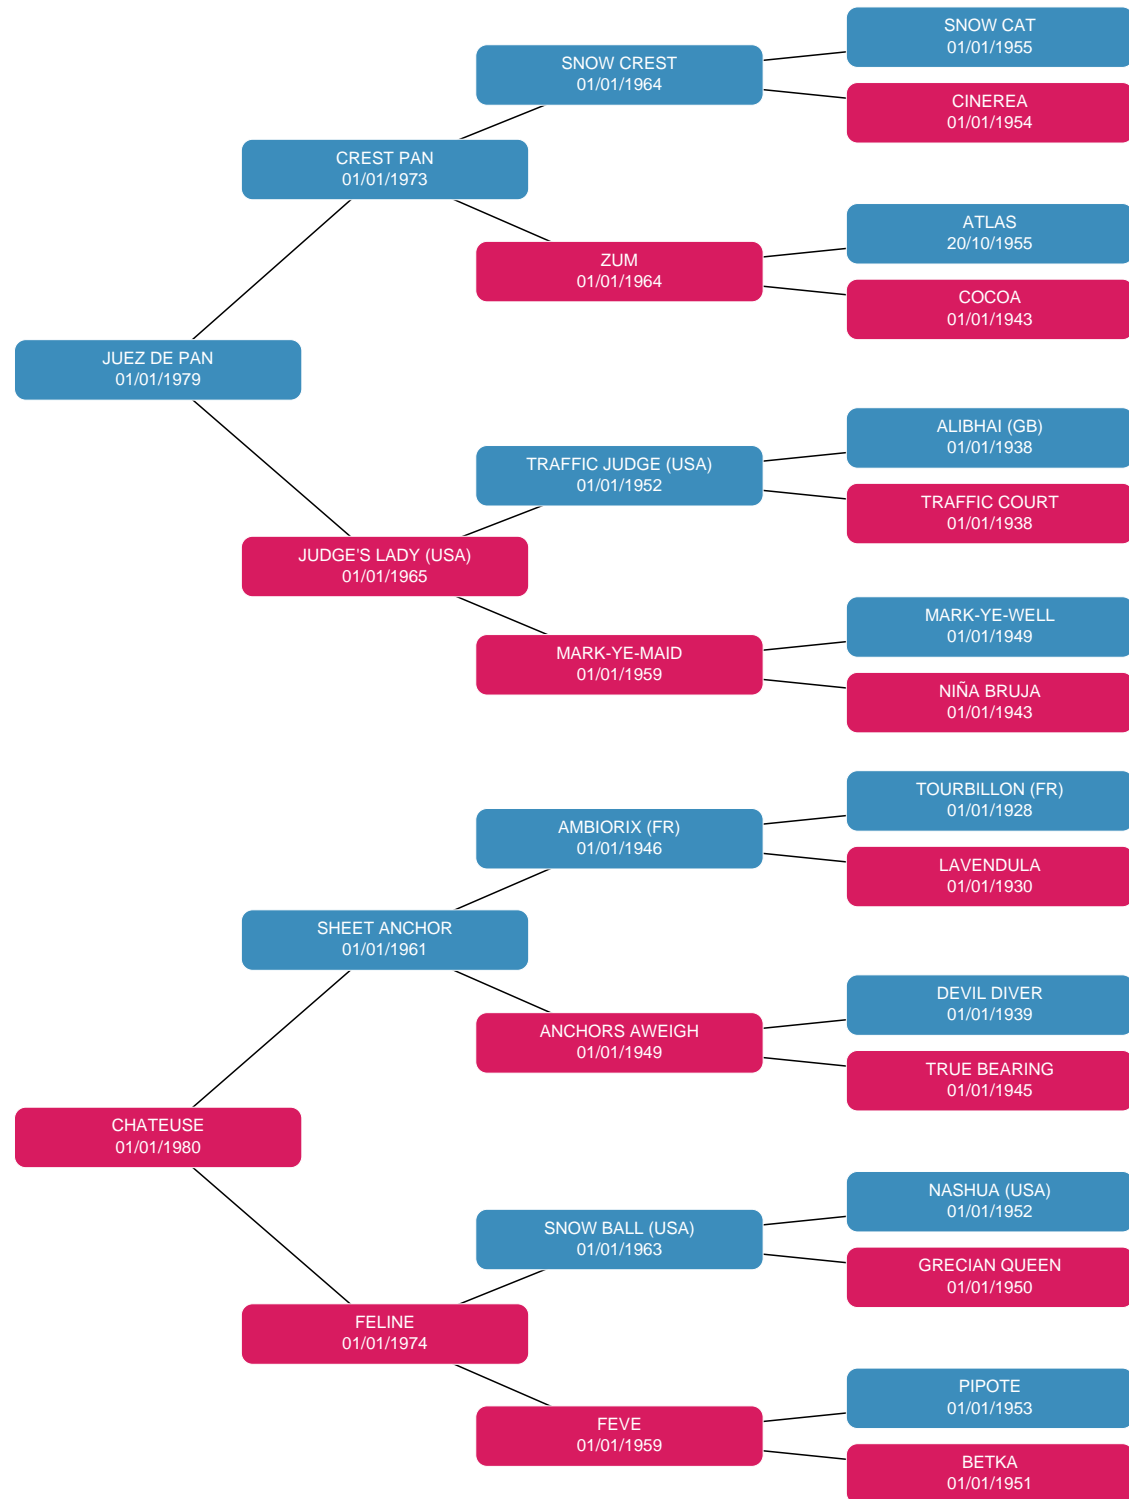 SNOW CAT
01/01/1955
SNOW CREST
01/01/1964
CINEREA
01/01/1954
CREST PAN
01/01/1973
ATLAS
20/10/1955
ZUM
01/01/1964
COCOA
01/01/1943
JUEZ DE PAN
01/01/1979
ALIBHAI (GB)
01/01/1938
TRAFFIC JUDGE (USA)
01/01/1952
TRAFFIC COURT
01/01/1938
JUDGE'S LADY (USA)
01/01/1965
MARK-YE-WELL
01/01/1949
MARK-YE-MAID
01/01/1959
NIÑA BRUJA
01/01/1943
TOURBILLON (FR)
01/01/1928
AMBIORIX (FR)
01/01/1946
LAVENDULA
01/01/1930
SHEET ANCHOR
01/01/1961
DEVIL DIVER
01/01/1939
ANCHORS AWEIGH
01/01/1949
TRUE BEARING
01/01/1945
CHATEUSE
01/01/1980
NASHUA (USA)
01/01/1952
SNOW BALL (USA)
01/01/1963
GRECIAN QUEEN
01/01/1950
FELINE
01/01/1974
PIPOTE
01/01/1953
FEVE
01/01/1959
BETKA
01/01/1951